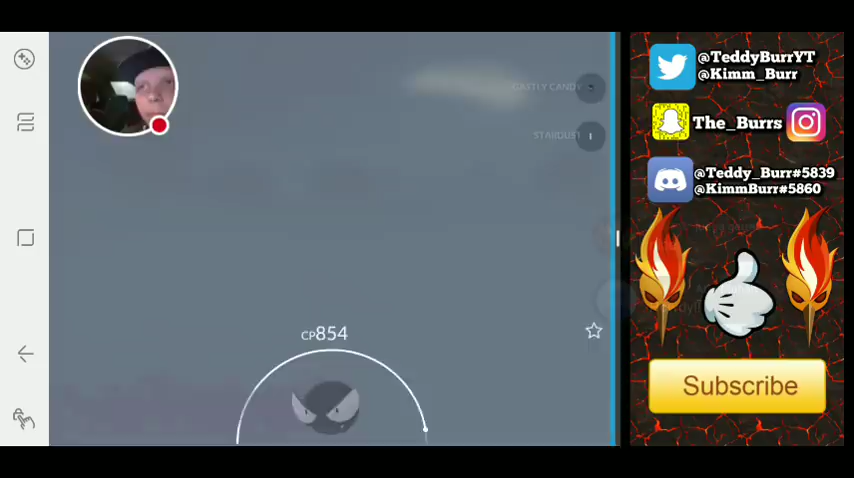 GASTLY CANDY
STARDUST
CP854
@TeddyBurrYT
@Kimm_Burr
The_Burrs
@Teddy_Burr#5839
@KimmBurr#5860
Subscribe